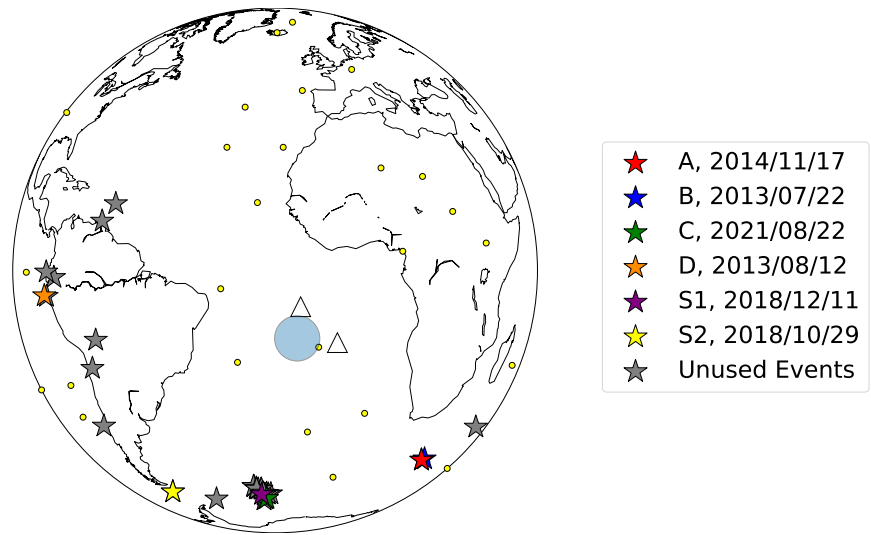 A, 2014/11/17
B, 2013/07/22
C, 2021/08/22
D, 2013/08/12
S1, 2018/12/11
S2, 2018/10/29
Unused Events